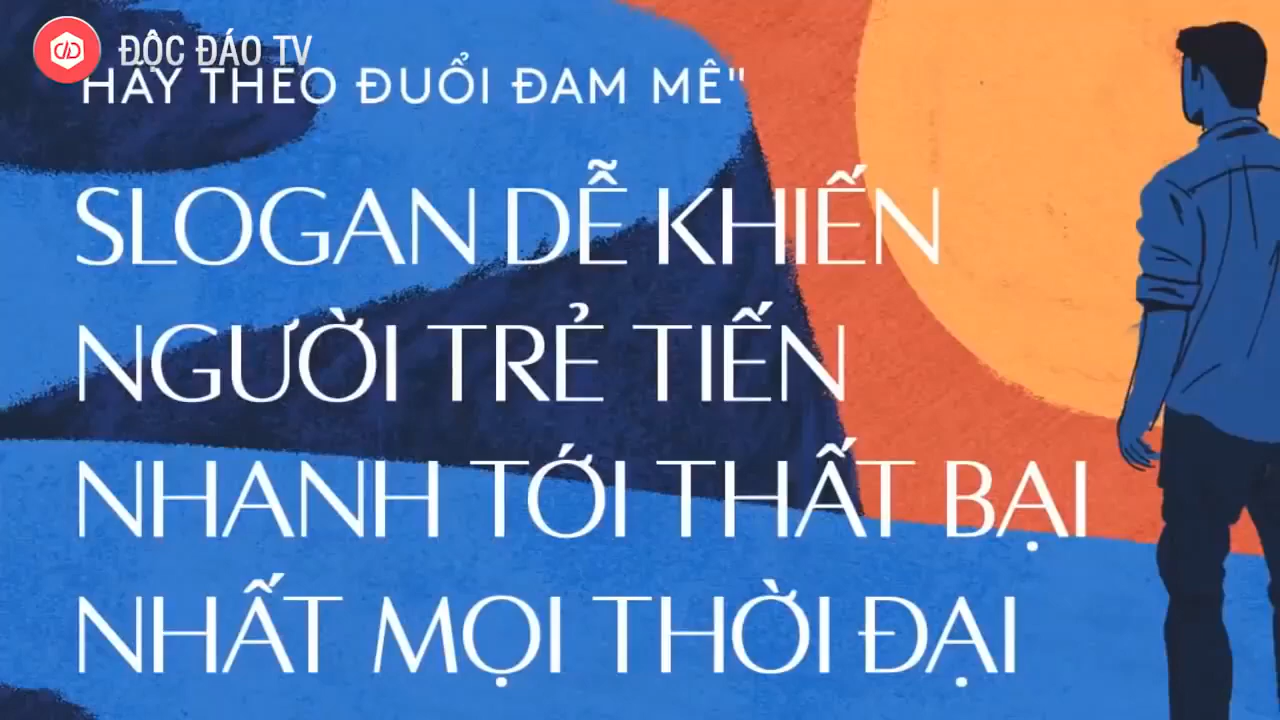 ĐỘC ĐÁO TV
"HÃY THEO ĐUỔI ĐAM MÊ"
SLOGAN DỄ KHIẾN
NGƯỜI TRẺ TIẾN
NHANH TỚI THẤT BẠI
NHẤT MỌI THỜI ĐẠI